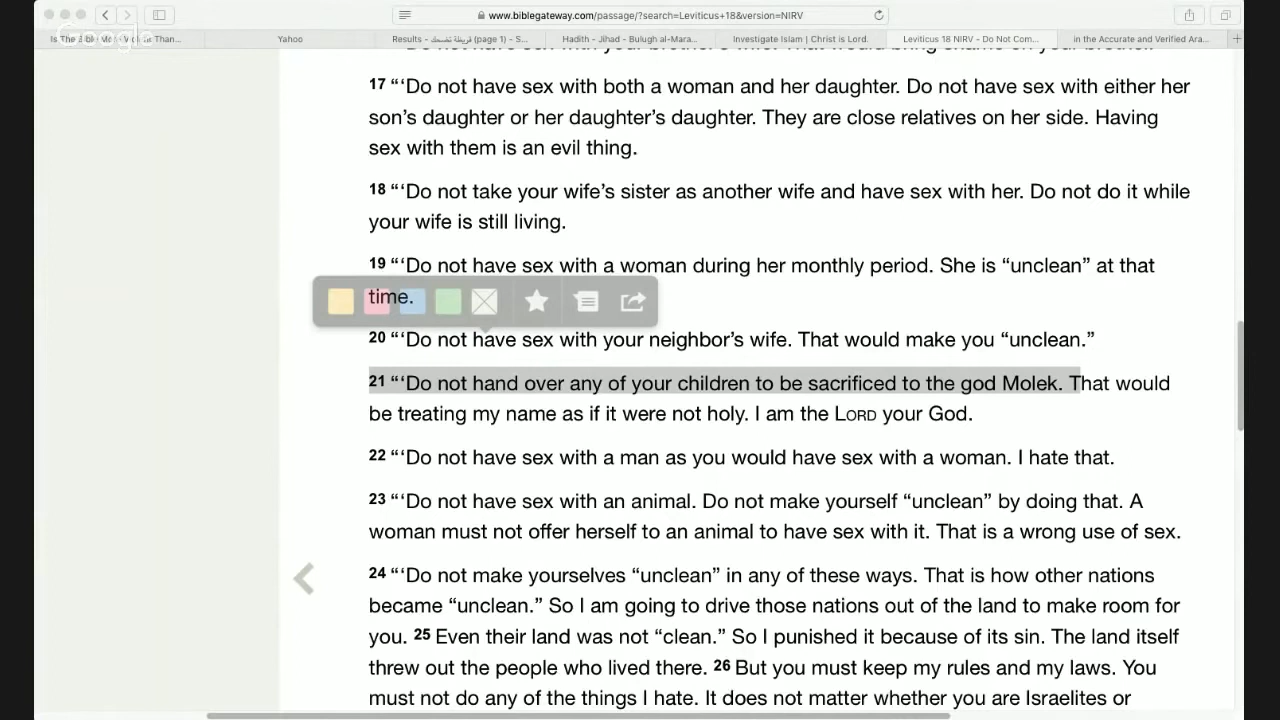 www.biblegateway.com/passage/?search=Leviticus+18&version=NIRV
Google
Yahoo
Results -
Hadith - Jihad - Bulugh al-Mara...
Investigate Islam | Christ is Lord.
Leviticus 18 NIRV - Do Not Com...
in the Accurate and Verified Ara...
17 “‘Do not have sex with both a woman and her daughter. Do not have sex with either her
son’s daughter or her daughter’s daughter. They are close relatives on her side. Having
sex with them is an evil thing.
18 “‘Do not take your wife’s sister as another wife and have sex with her. Do not do it while
your wife is still living.
19 “‘Do not have sex with a woman during her monthly period. She is “unclean” at that
time.
20 “‘Do not have sex with your neighbor’s wife. That would make you “unclean.”
21 “‘Do not hand over any of your children to be sacrificed to the god Molek. That would
be treating my name as if it were not holy. I am the LORD your God.
22 “‘Do not have sex with a man as you would have sex with a woman. I hate that.
23 “‘Do not have sex with an animal. Do not make yourself “unclean” by doing that. A
woman must not offer herself to an animal to have sex with it. That is a wrong use of sex.
24 “‘Do not make yourselves “unclean” in any of these ways. That is how other nations
became “unclean.” So I am going to drive those nations out of the land to make room for
you. 25 Even their land was not “clean.” So I punished it because of its sin. The land itself
threw out the people who lived there. 26 But you must keep my rules and my laws. You
must not do any of the things I hate. It does not matter whether you are Israelites or